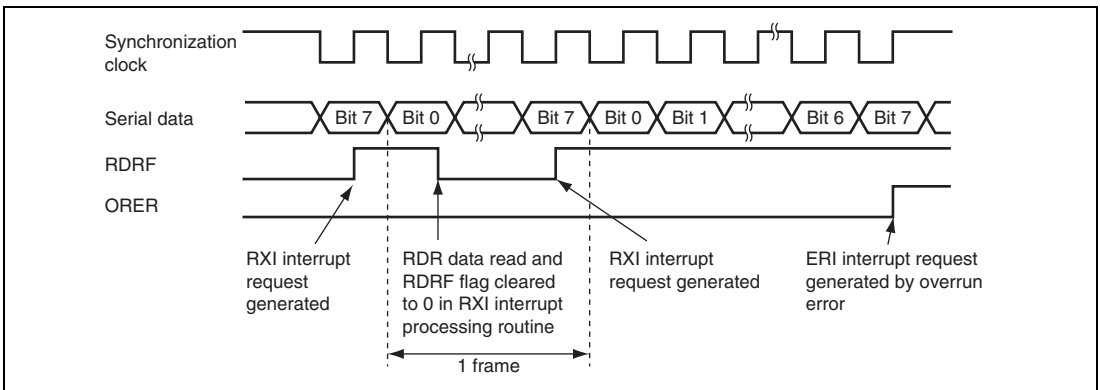 Synchronization
clock
Serial data
Bit 7
Bit 0
Bit 7
Bit 0
Bit 1
Bit 6
Bit 7
RDRF
ORER
RXI interrupt
request
generated
RDR data read and
RDRF flag cleared
to 0 in RXI interrupt
processing routine
RXI interrupt
request generated
ERI interrupt request
generated by overrun
error
1 frame